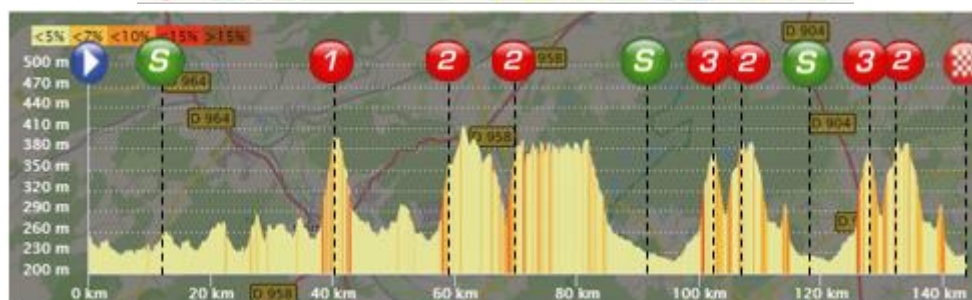 <5% <7% <10% <15% >15%
D 904
S 1 2 2 S 3 2 S 3 2
500 m
958
470 m
D 964
440 m
D 964
410 m
D 904
380 m
D 958
350 m
320 m
290 m
260 m
230 m
200 m
0 km 20 km 40 km 60 km 80 km 100 km 120 km 140 km
D 958